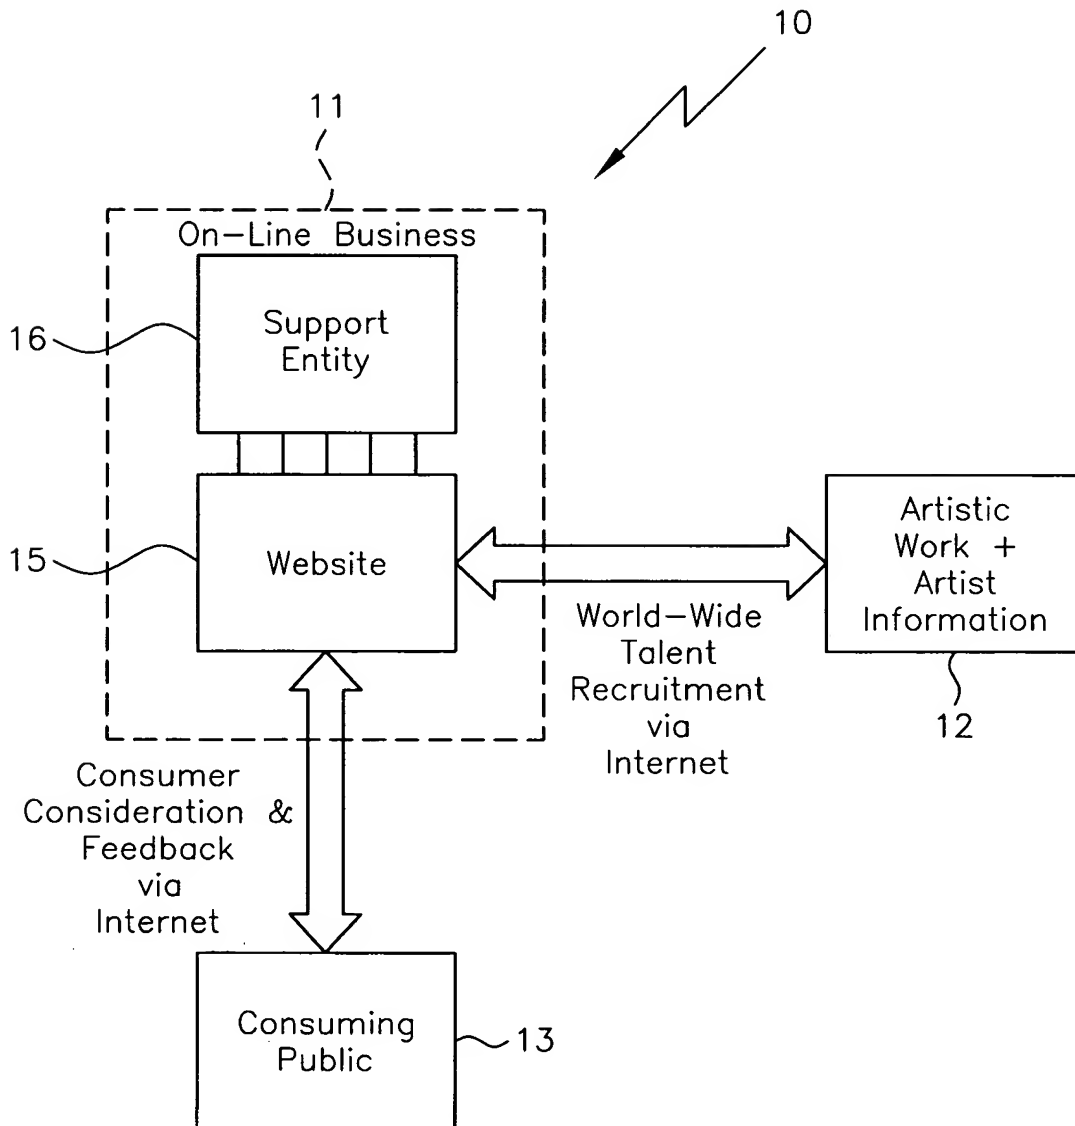 10
11
On-Line Business
Support
Entity
16
15
Website
Artistic
Work +
Artist
Information
World-Wide
Talent
Recruitment
via
Internet
12
Consumer
Consideration &
Feedback
via
Internet
Consuming
Public
13